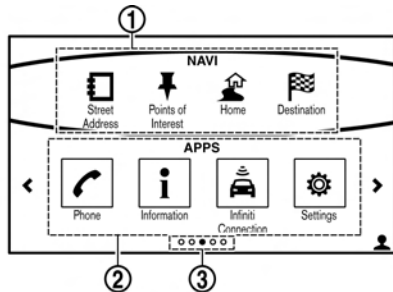 ①
NAVI
Street
Address
Points of
Interest
Home
Destination
APPS
Phone
Information
Infiniti
Connection
Settings
②
③